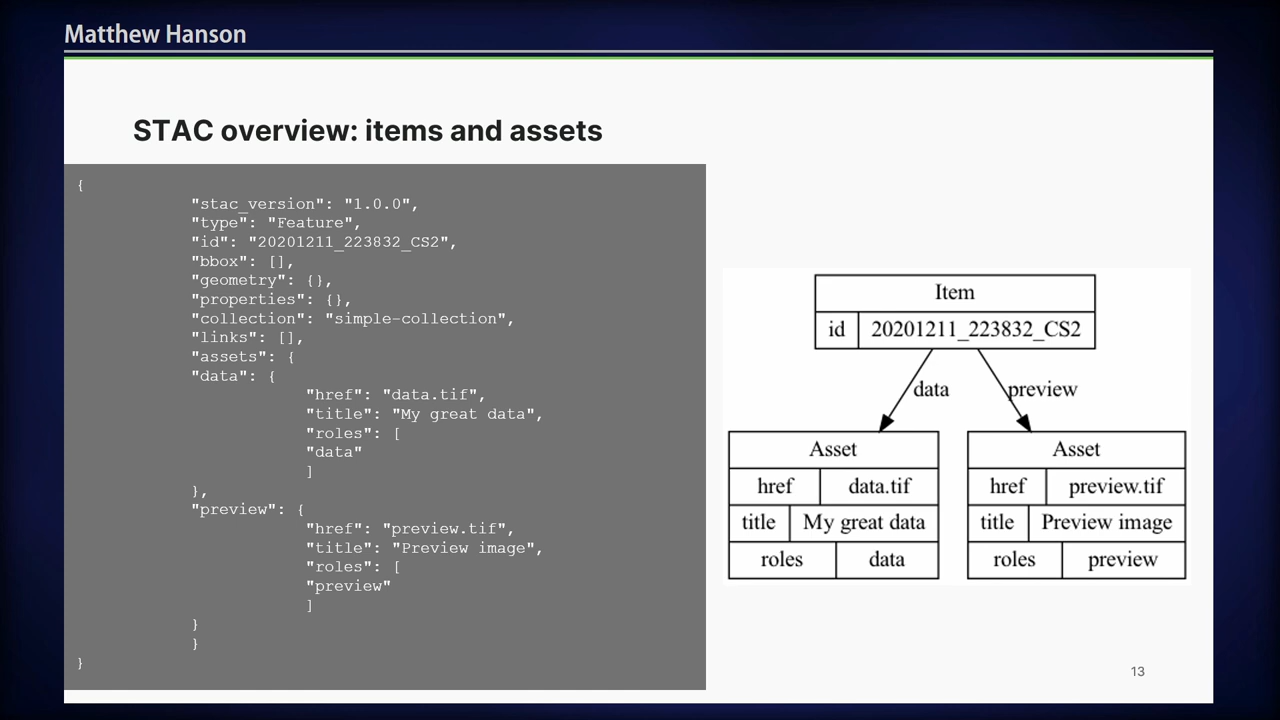 Matthew Hanson
STAC overview: items and assets
{
"stac_version": "1.0.0",
"type": "Feature",
"id": "20201211_223832_CS2",
"bbox": [],
"geometry": {},
"properties": {},
"collection": "simple-collection",
"links": [],
"assets": {
"data": {
"href": "data.tif",
"title": "My great data",
"roles": [
"data"
]
},
"preview": {
"href": "preview.tif",
"title": "Preview image",
"roles": [
"preview"
]
}
}
}
Item
id 20201211_223832_CS2
data preview
Asset
href data.tif
title My great data
roles data
Asset
href preview.tif
title Preview image
roles preview
13